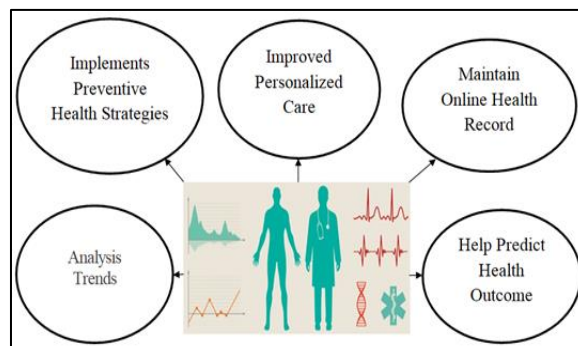 Implements
Preventive
Health Strategies
Improved
Personalized
Care
Maintain
Online Health
Record
Analysis
Trends
Help Predict
Health
Outcome